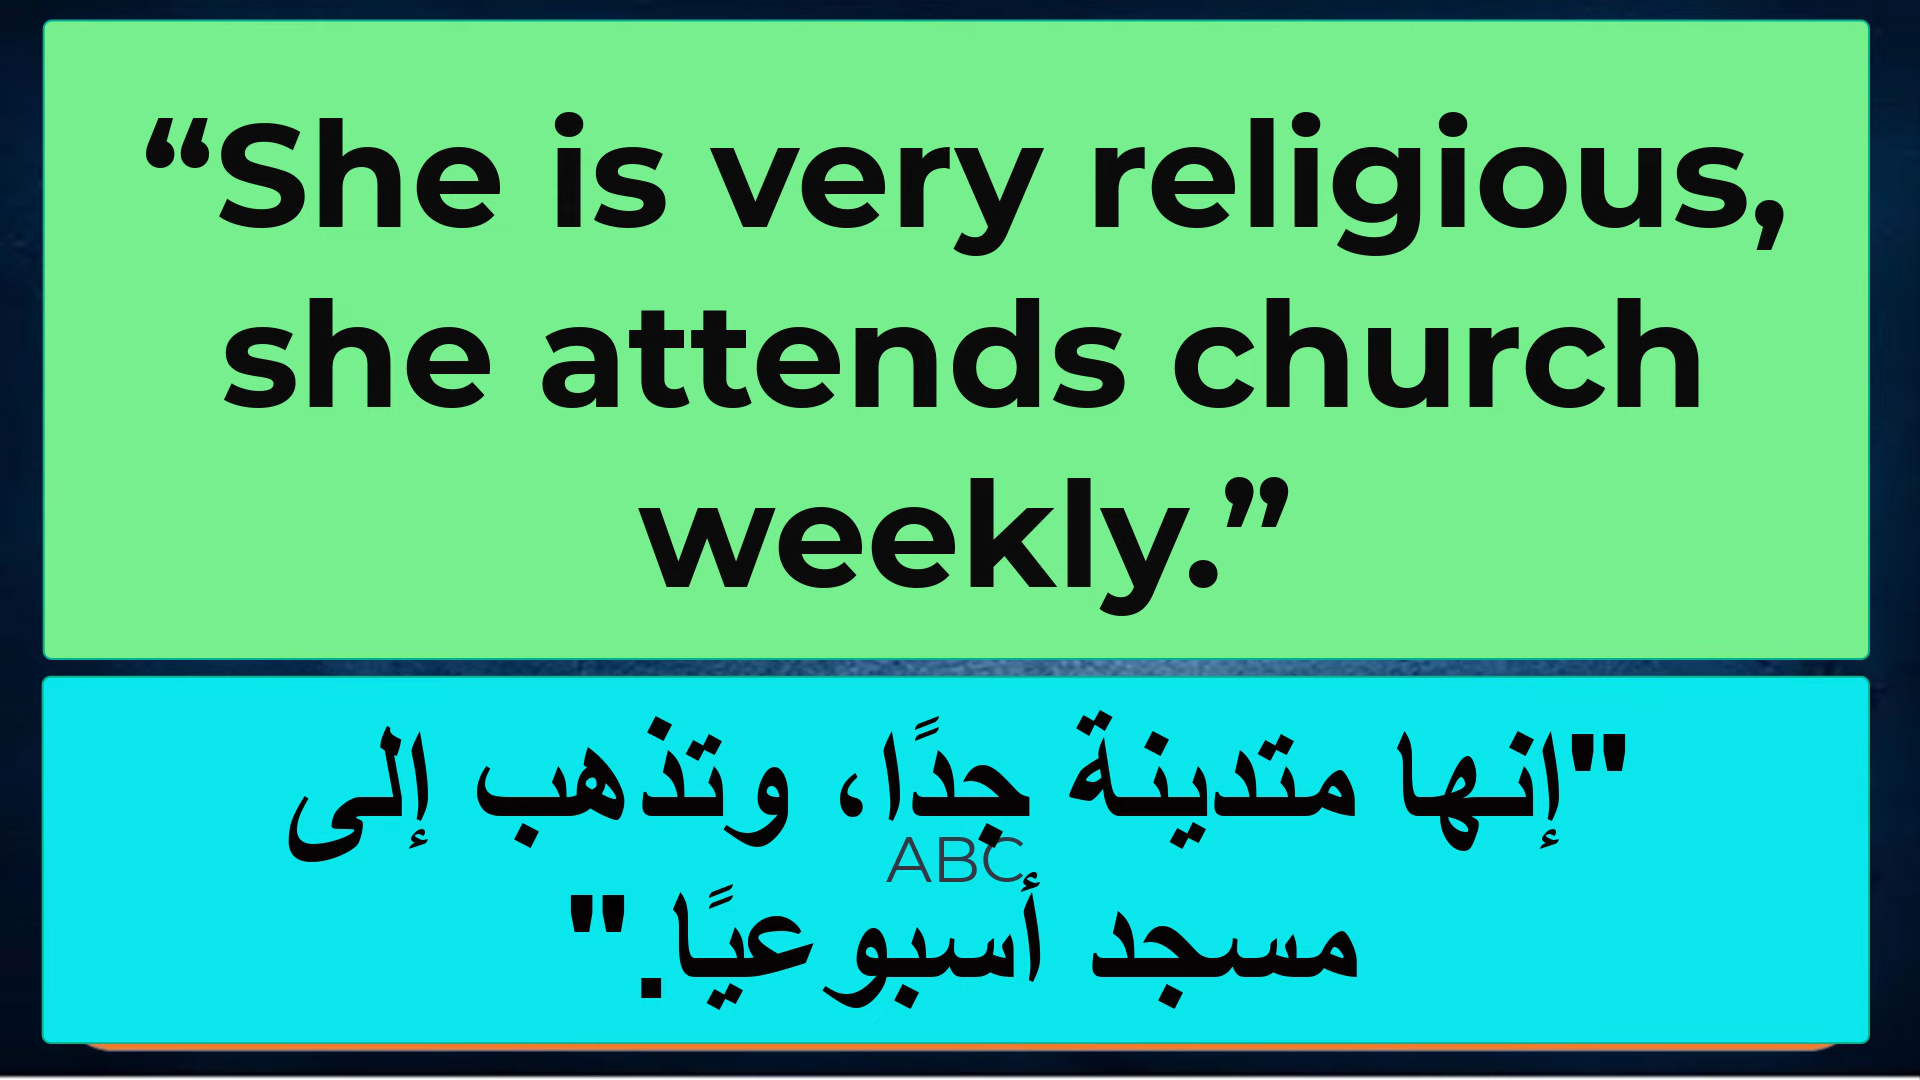 “She is very religious,
she attends church
weekly.”
"إنها متدينة جدًا، وتذهب إلى
ABC
مسجد أسبوعيًا."